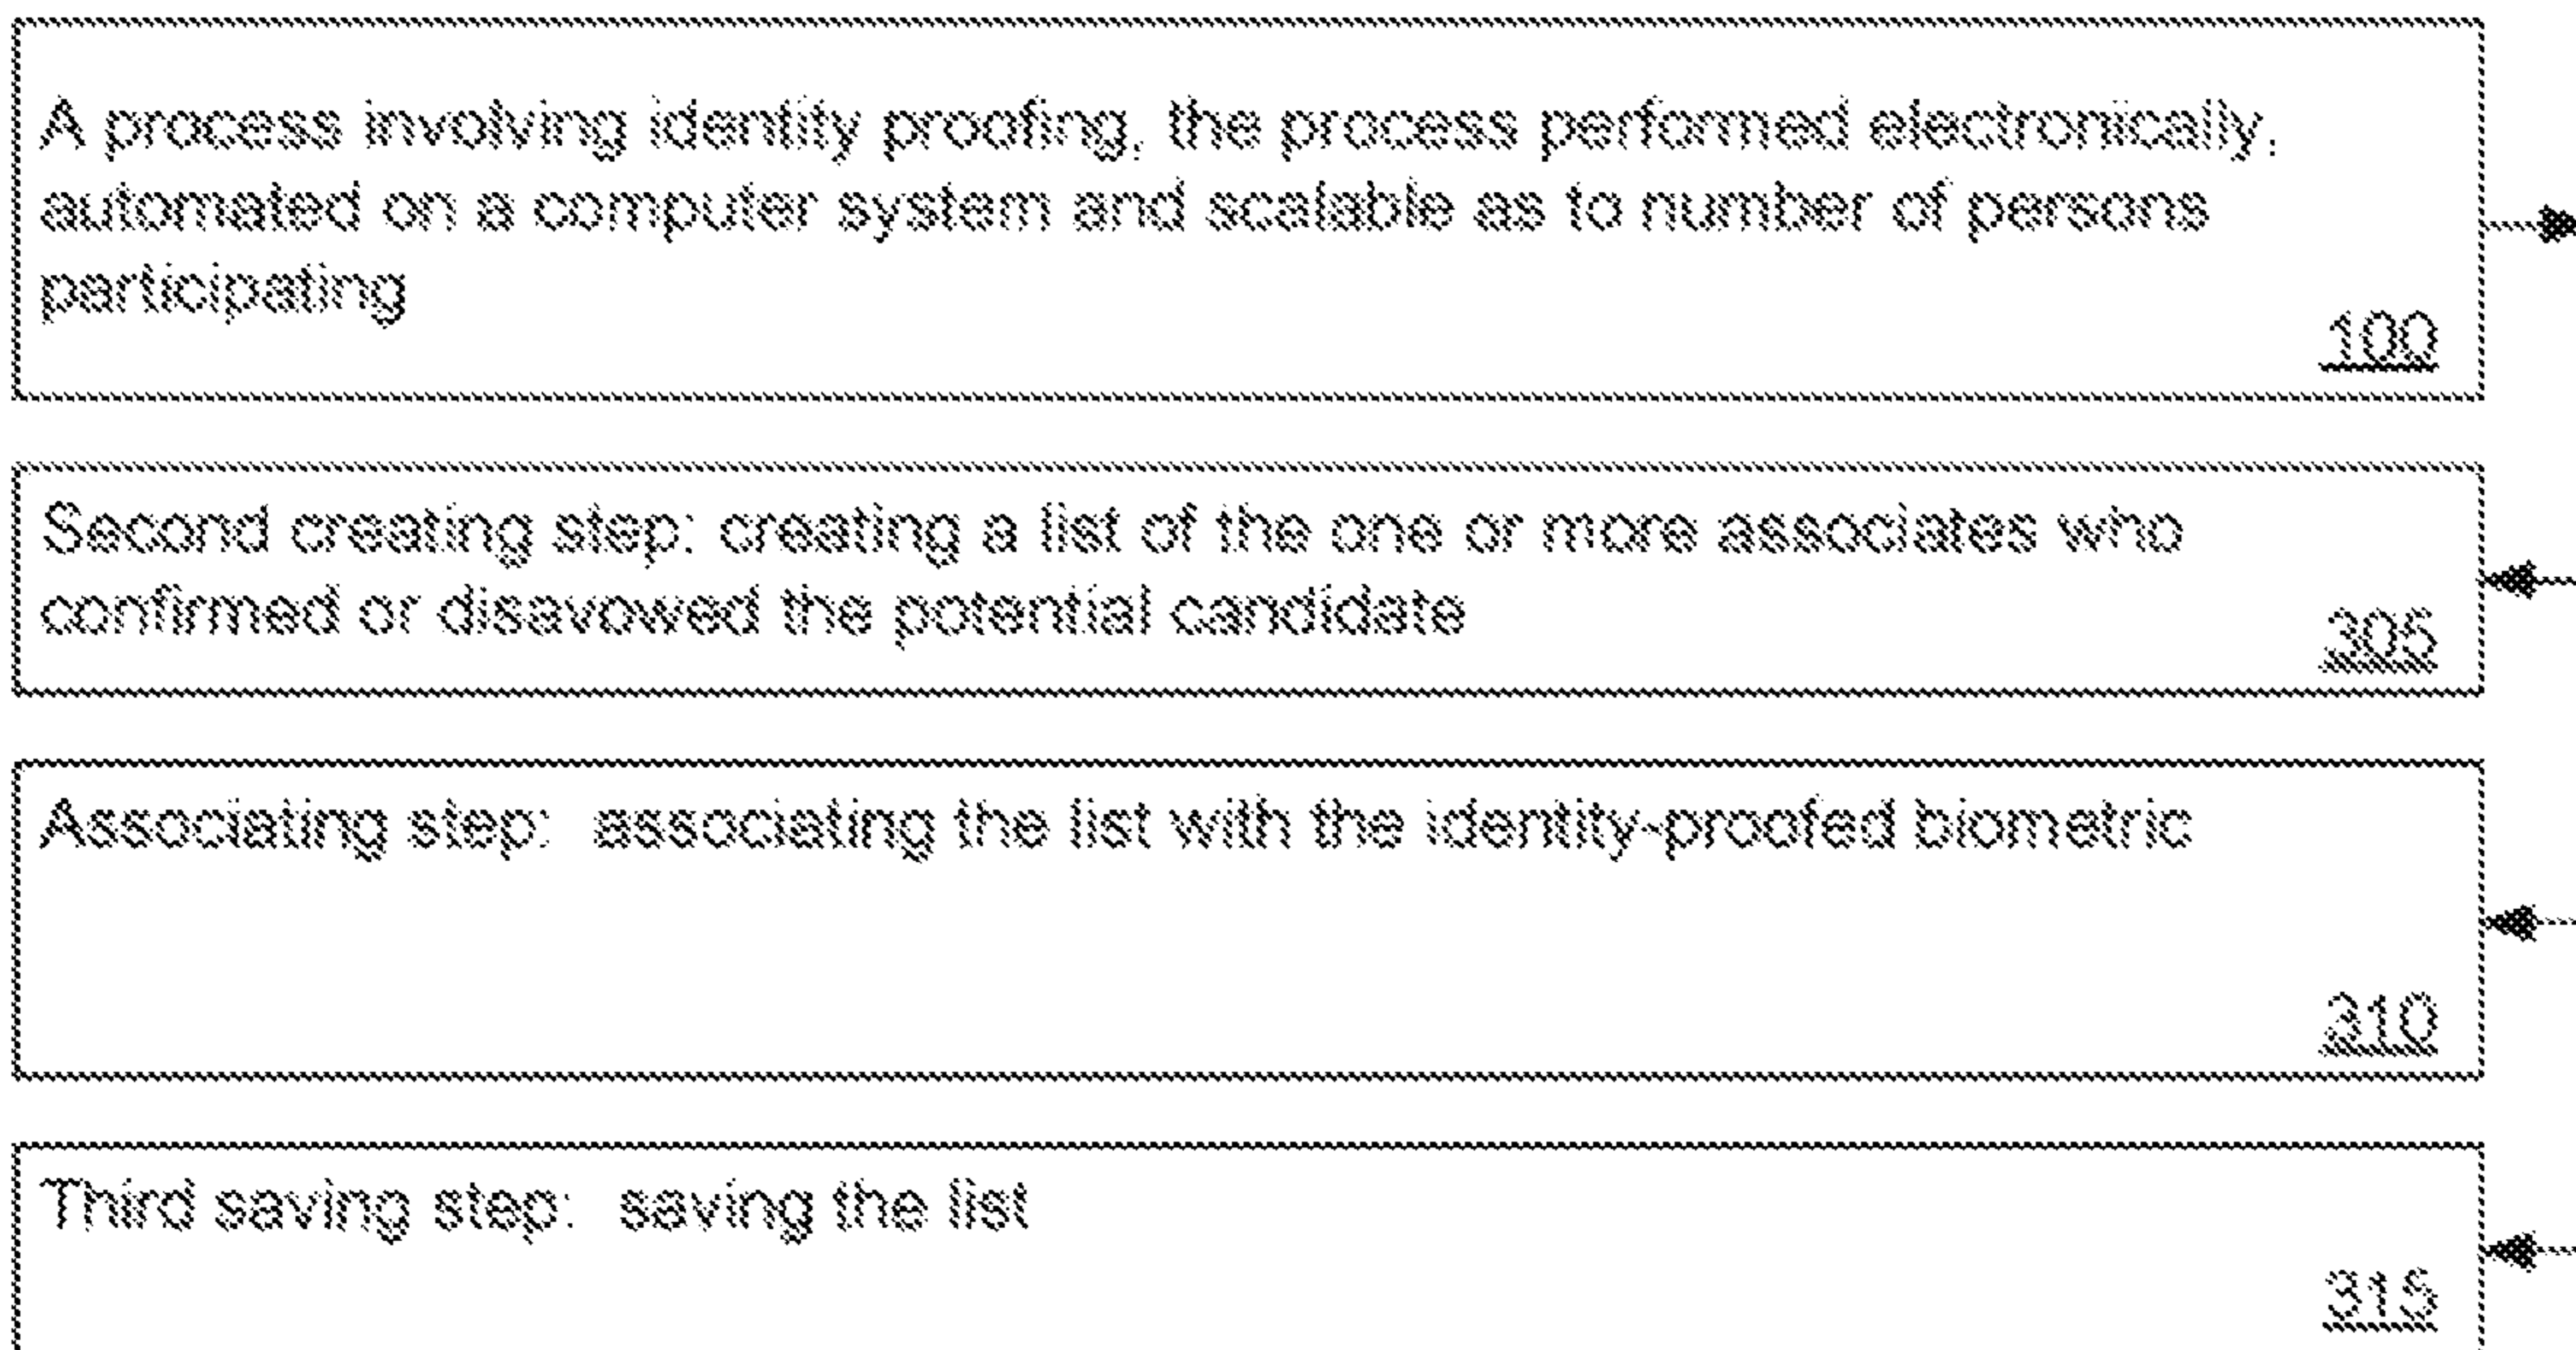 A process involving identity proofing, the process performed electronically,
automated on a computer system and scalable as to number of persons
participating
100
Second creating step: creating a list of the one or more associates who
confirmed or disavowed the potential candidate
305
Associating step: associating the list with the identity-proofed biometric
310
Third saving step: saving the list
315